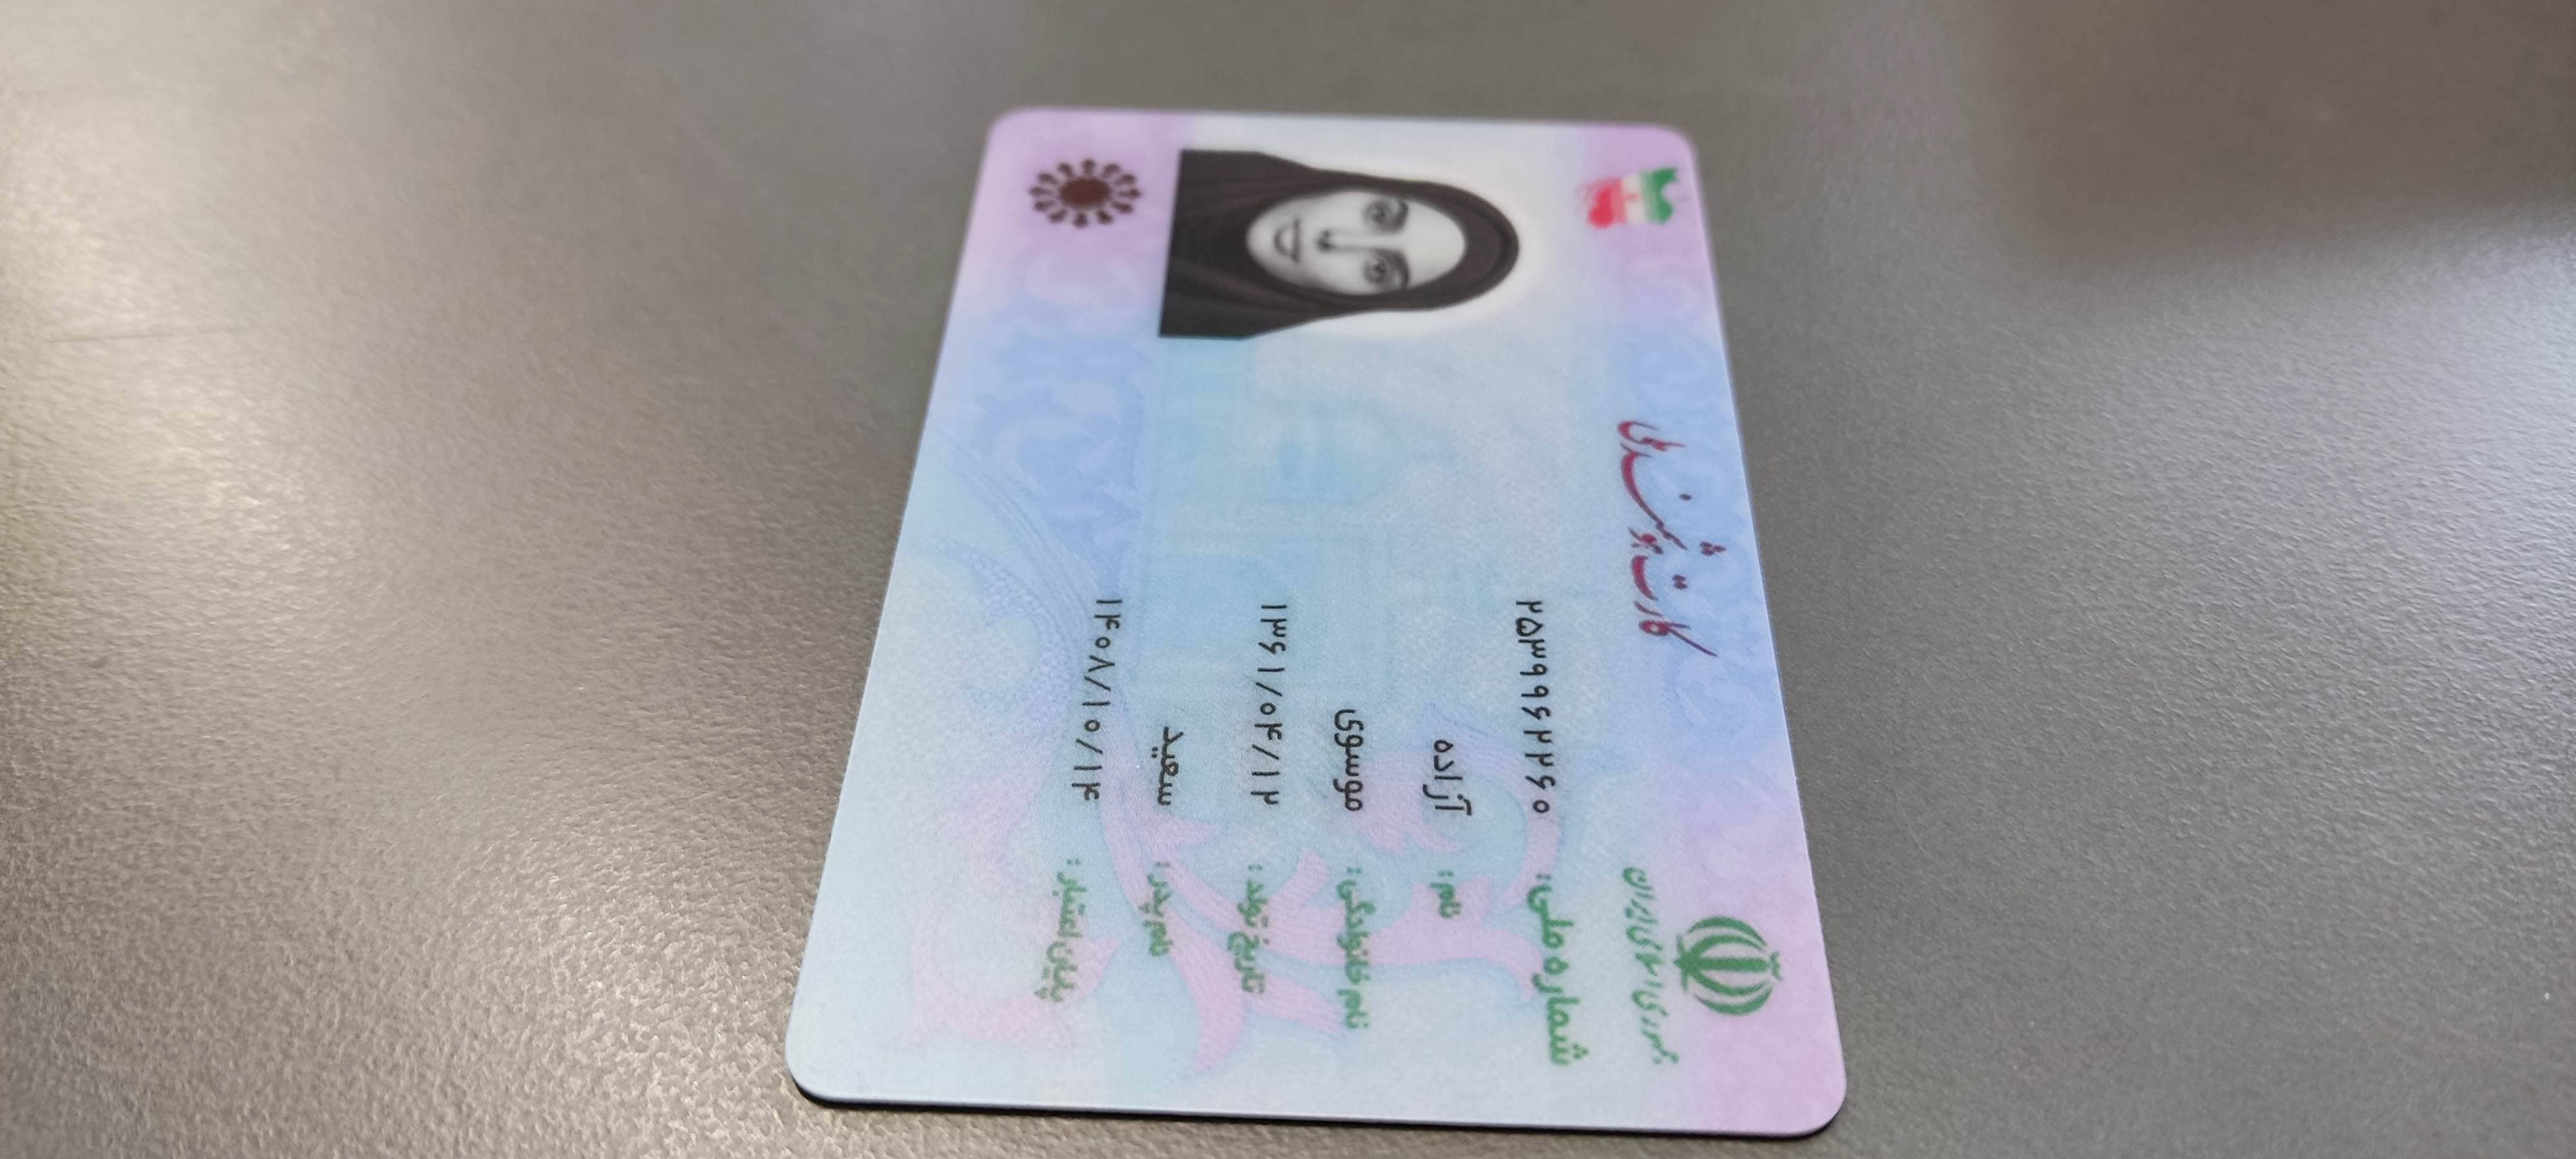 جمهوری اسلامی ایران
کارت هوشمند ملی
شماره ملی: ۲۵۳۹۹۶۲۲۶۰
نام: آزاده
نام خانوادگی: موسوی
تاریخ تولد: ۱۳۶۱/۰۴/۱۲
نام پدر: سعید
پایان اعتبار: ۱۴۰۸/۱۰/۱۴